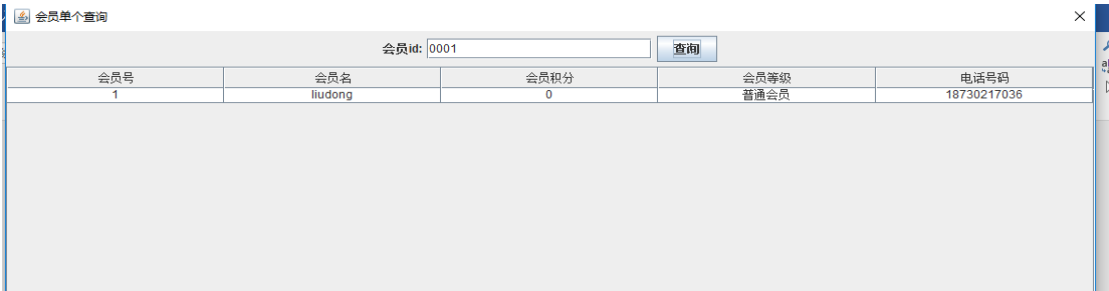 会员单个查询
会员id: 0001 查询
会员号 会员名 会员积分 会员等级 电话号码
1 liudong 0 普通会员 18730217036